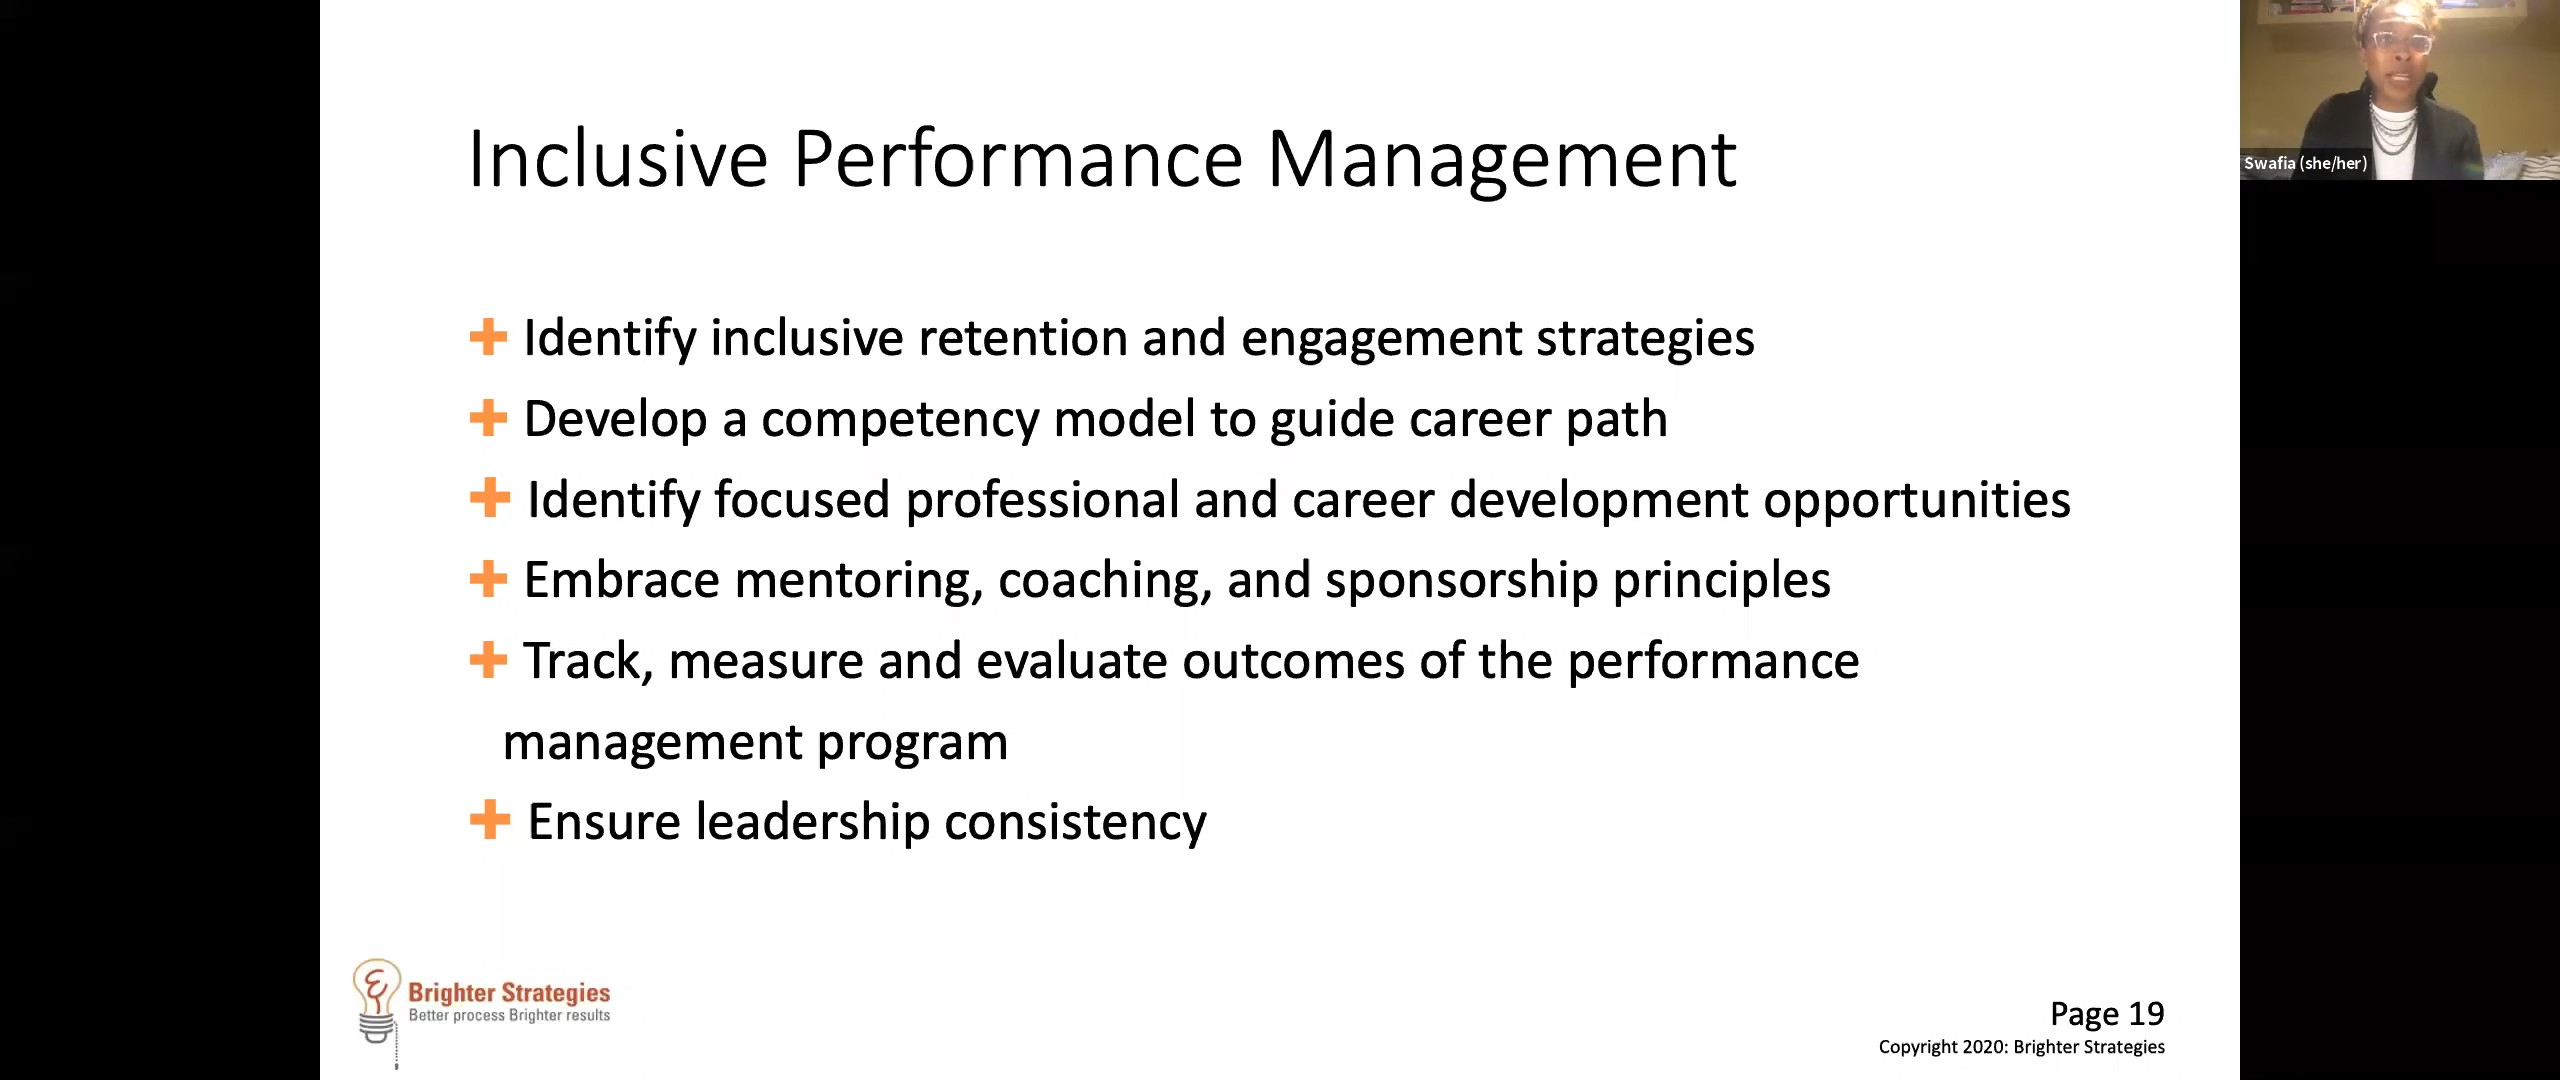 Inclusive Performance Management
Swafia (she/her)
Identify inclusive retention and engagement strategies
Develop a competency model to guide career path
Identify focused professional and career development opportunities
Embrace mentoring, coaching, and sponsorship principles
Track, measure and evaluate outcomes of the performance
management program
Ensure leadership consistency
Brighter Strategies
Better process Brighter results
Page 19
Copyright 2020: Brighter Strategies